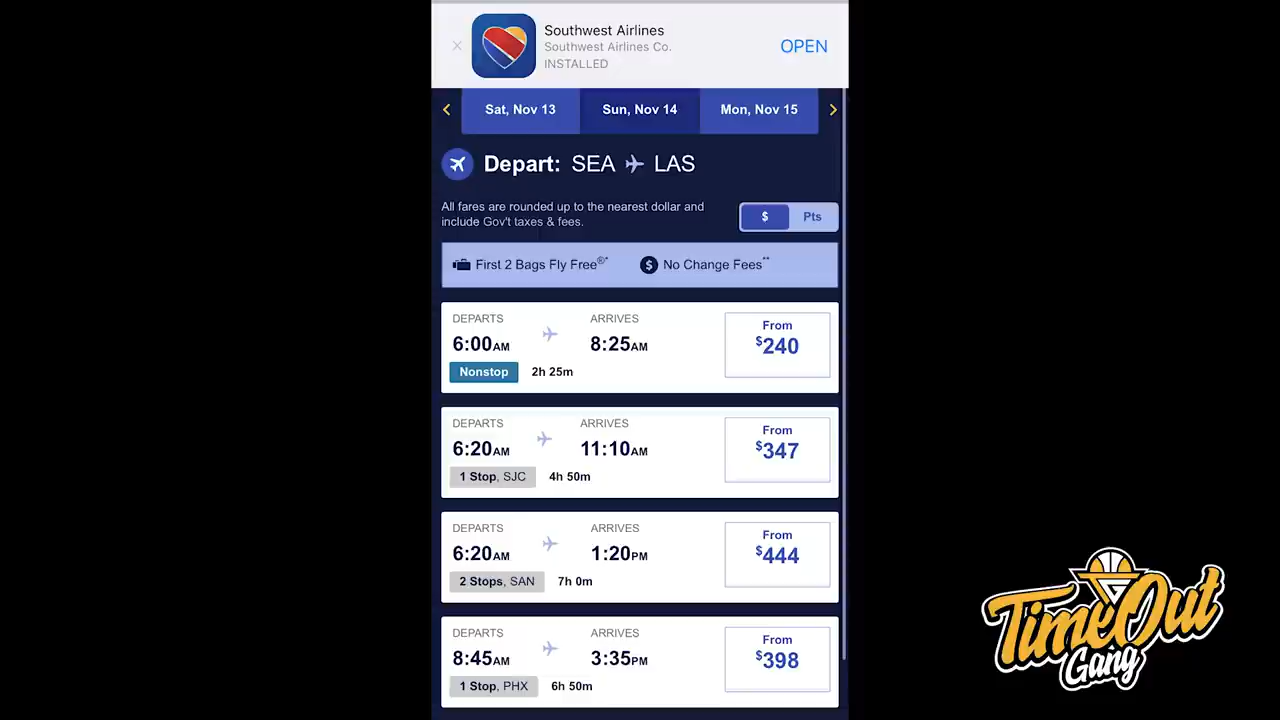 Southwest Airlines
Southwest Airlines Co.
INSTALLED
OPEN
Sat, Nov 13
Sun, Nov 14
Mon, Nov 15
Depart: SEA LAS
All fares are rounded up to the nearest dollar and
include Gov't taxes & fees.
$ Pts
First 2 Bags Fly Free®* $ No Change Fees**
DEPARTS ARRIVES From
6:00AM 8:25AM $240
Nonstop 2h 25m
DEPARTS ARRIVES From
6:20AM 11:10AM $347
1 Stop, SJC 4h 50m
DEPARTS ARRIVES From
6:20AM 1:20PM $444
2 Stops, SAN 7h 0m
DEPARTS ARRIVES From
8:45AM 3:35PM $398
1 Stop, PHX 6h 50m
TG
TimeOut
Gang